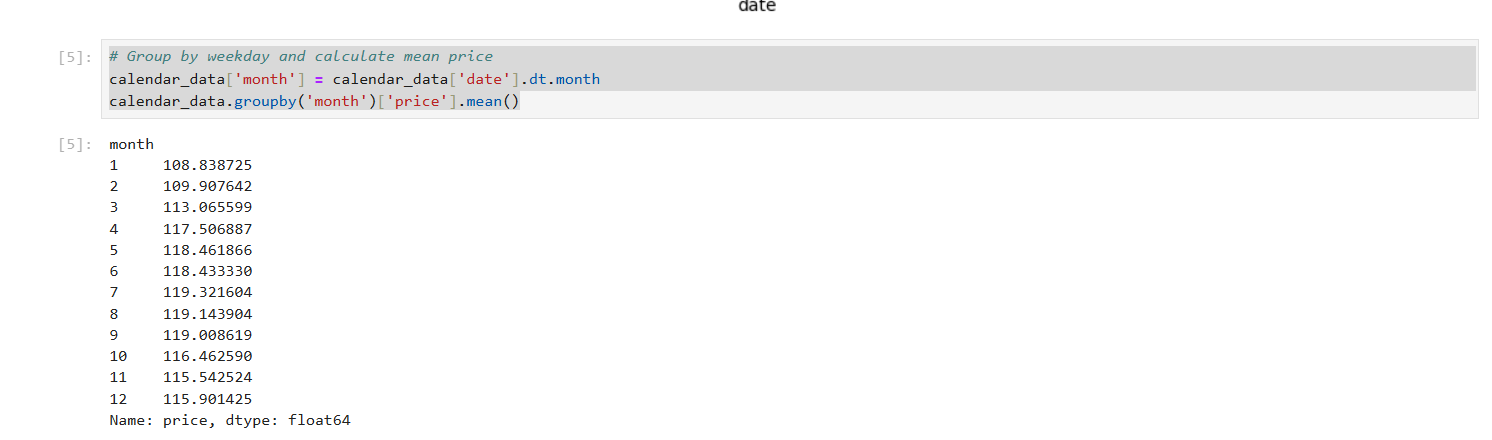 date
[5]: # Group by weekday and calculate mean price
calendar_data['month'] = calendar_data['date'].dt.month
calendar_data.groupby('month')['price'].mean()
[5]: month
1     108.838725
2     109.907642
3     113.065599
4     117.506887
5     118.461866
6     118.433330
7     119.321604
8     119.143904
9     119.008619
10    116.462590
11    115.542524
12    115.901425
Name: price, dtype: float64